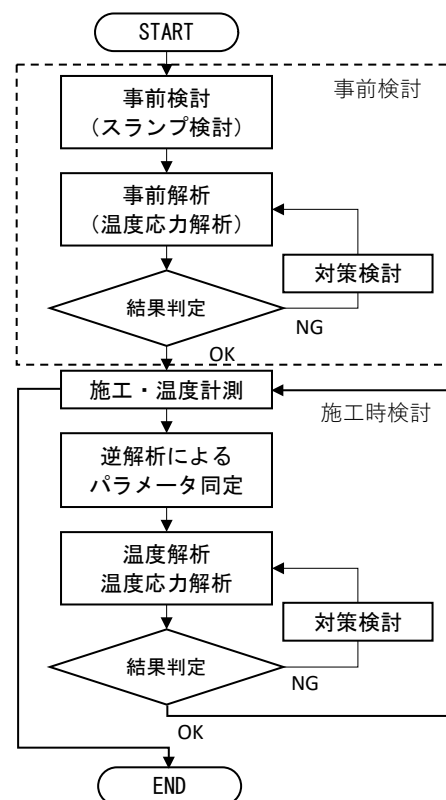 START
事前検討
事前検討
（スランプ検討）
事前解析
（温度応力解析）
対策検討
結果判定
NG
OK
施工・温度計測
施工時検討
逆解析による
パラメータ同定
温度解析
温度応力解析
対策検討
結果判定
NG
OK
END